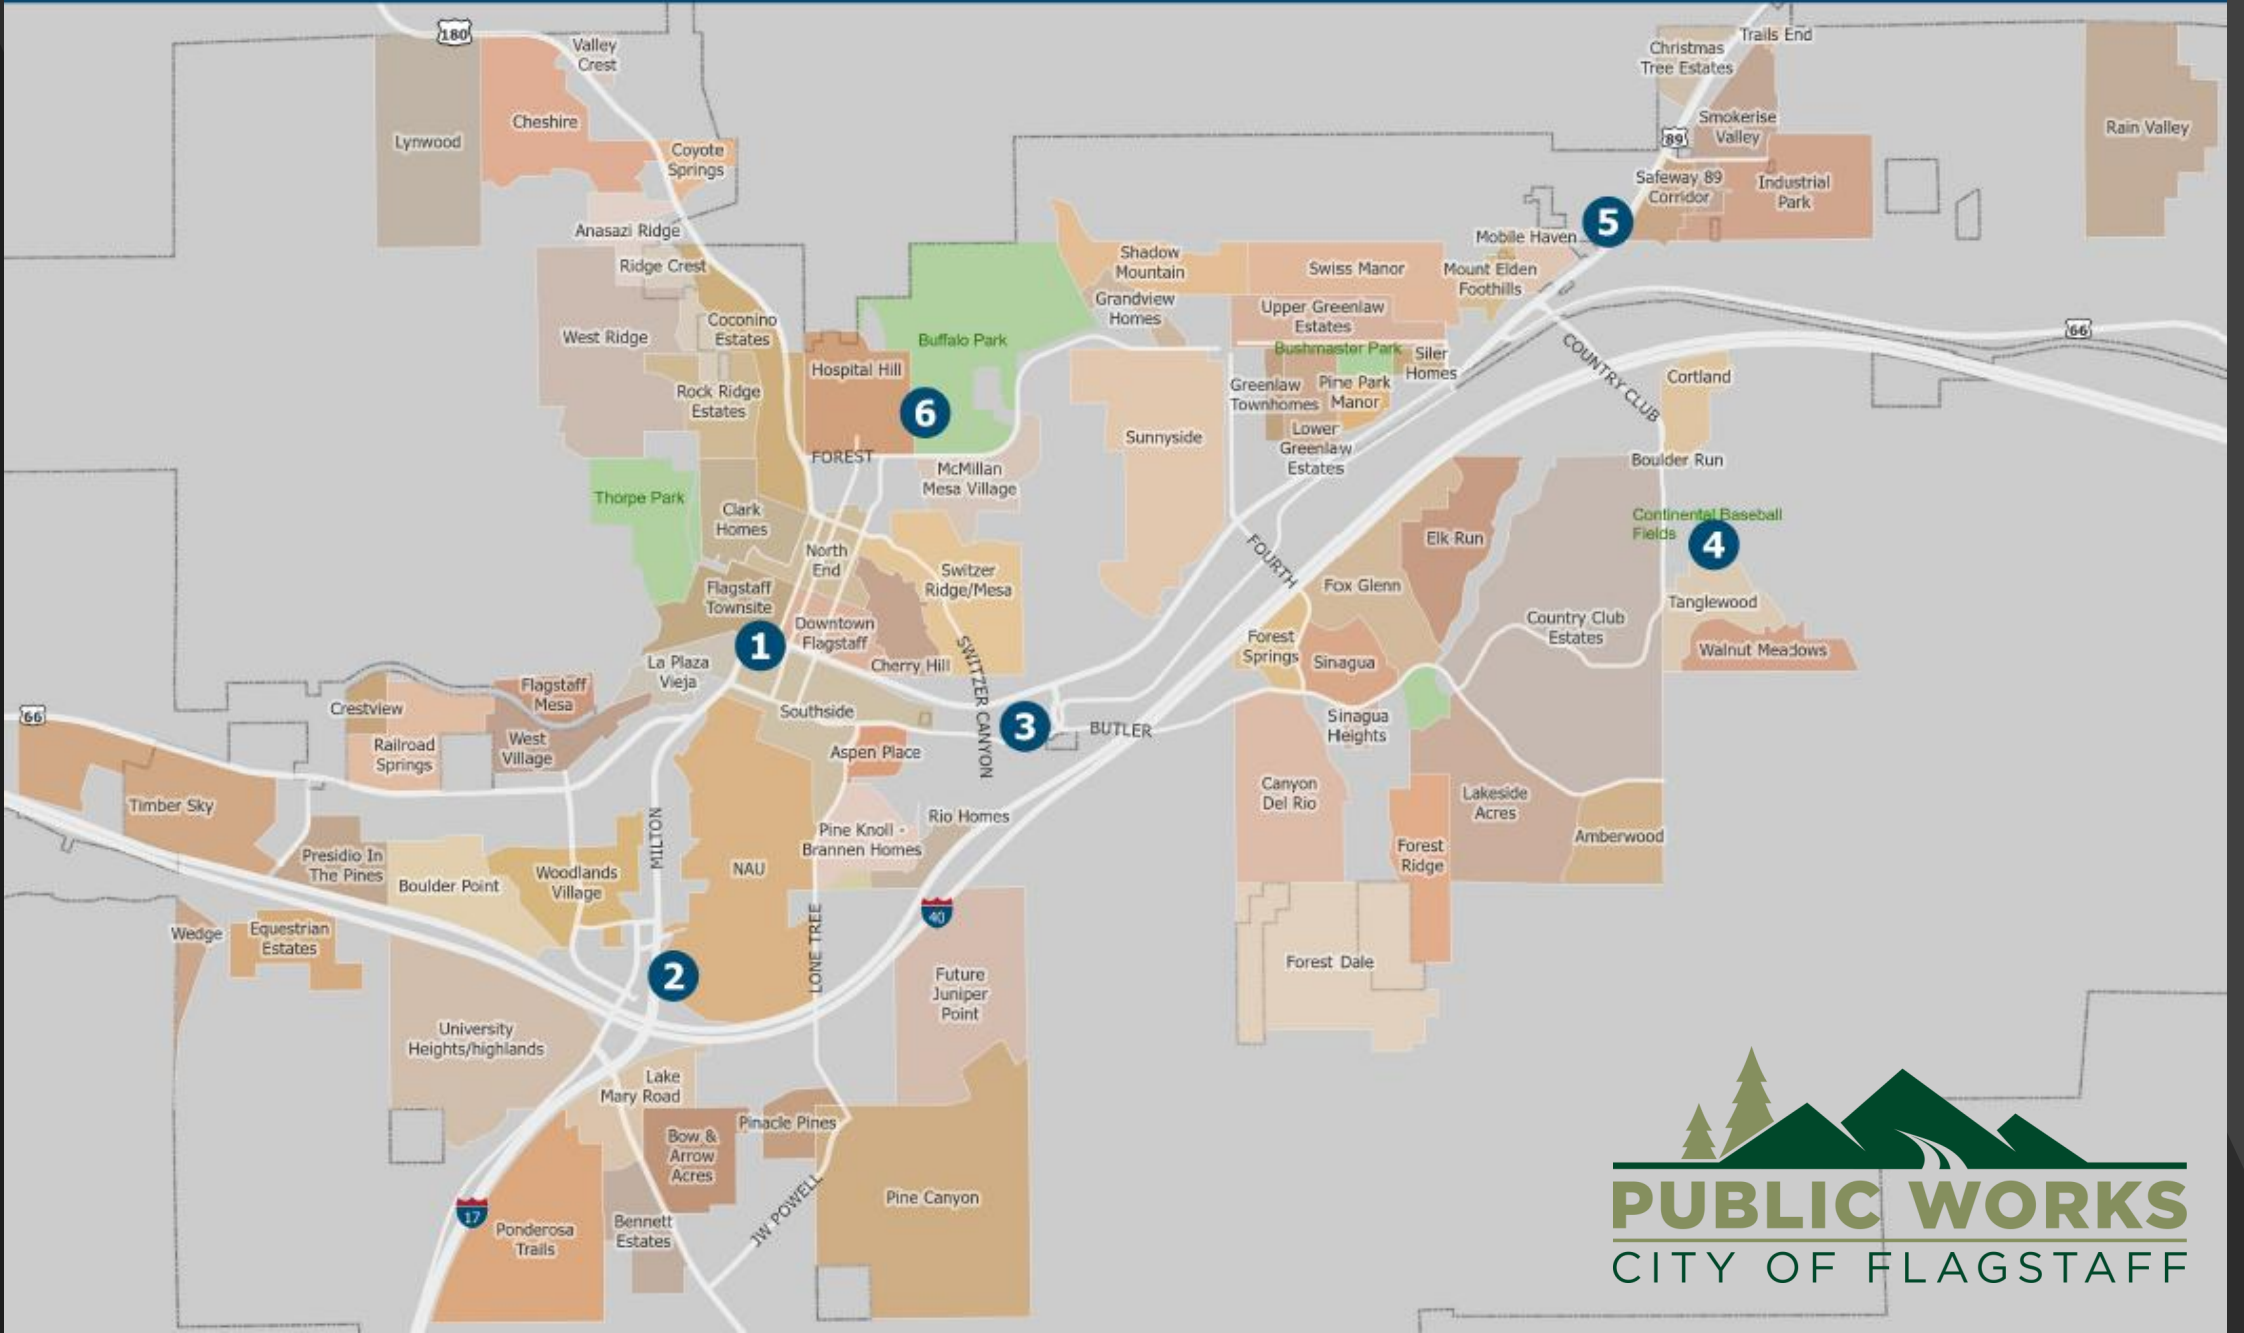 180
Valley
Crest
Trails End
Christmas
Tree Estates
Lynwood
Cheshire
Coyote
Springs
Smokerise
Valley
89
Rain Valley
Safeway 89
Corridor
Industrial
Park
Anasazi Ridge
5
Mobile Haven
Ridge Crest
Shadow
Mountain
Swiss Manor
Mount Elden
Foothills
Grandview
Homes
Upper Greenlaw
Estates
West Ridge
Coconino
Estates
Buffalo Park
66
Bushmaster Park
Siler
Homes
COUNTRY CLUB
Hospital Hill
Cortland
Rock Ridge
Estates
6
Greenlaw
Townhomes
Pine Park
Manor
Sunnyside
Lower
Greenlaw
Estates
FOREST
Boulder Run
McMillan
Mesa Village
Thorpe Park
Clark
Homes
Continental Baseball
Fields
4
Elk Run
North
End
FOURTH
Switzer
Ridge/Mesa
Fox Glenn
Flagstaff
Townsite
Tanglewood
Downtown
Flagstaff
Country Club
Estates
1
Forest
Springs
Sinagua
Walnut Meadows
La Plaza
Vieja
Cherry Hill
SWITZER CANYON
Flagstaff
Mesa
Crestview
66
Southside
3
BUTLER
Sinagua
Heights
Railroad
Springs
West
Village
Aspen Place
Canyon
Del Rio
Lakeside
Acres
Timber Sky
Rio Homes
MILTON
Pine Knoll -
Brannen Homes
Amberwood
Presidio In
The Pines
Boulder Point
Woodlands
Village
NAU
Forest
Ridge
40
Wedge
Equestrian
Estates
LONE TREE
Forest Dale
2
Future
Juniper
Point
University
Heights/highlands
Lake
Mary Road
Pinacle Pines
Bow &
Arrow
Acres
JW POWELL
Pine Canyon
17
Ponderosa
Trails
Bennett
Estates
PUBLIC WORKS
CITY OF FLAGSTAFF